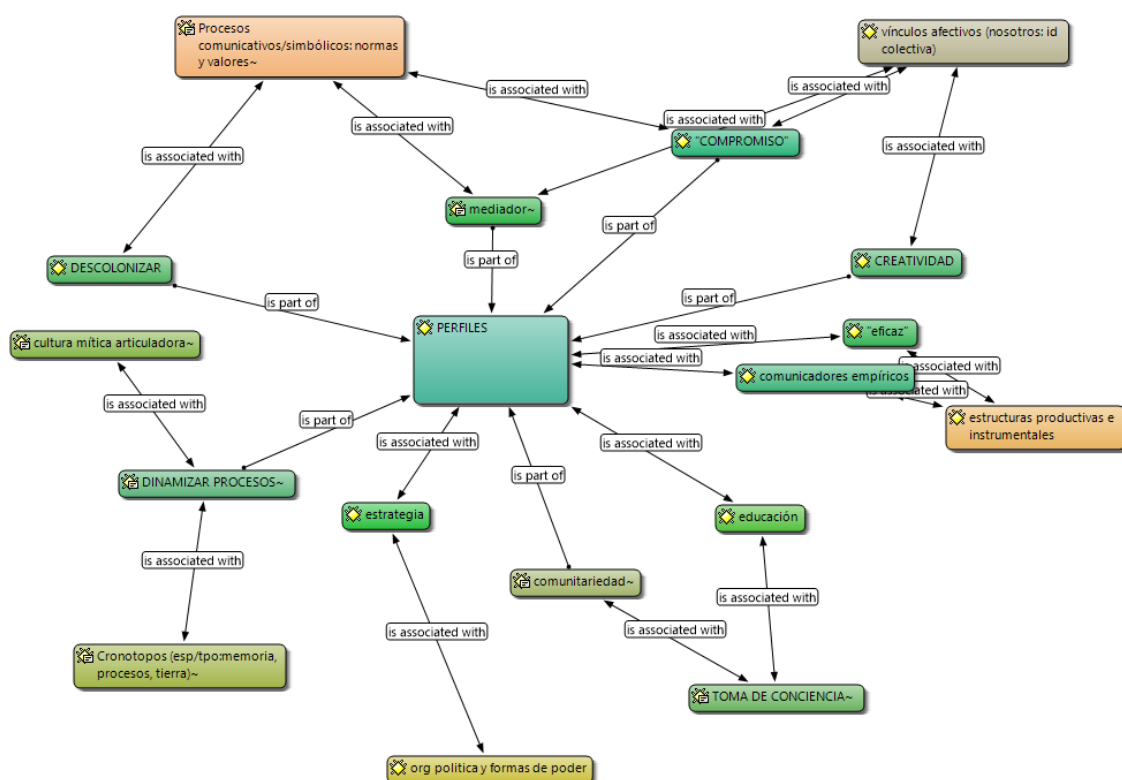 Procesos
comunicativos/simbólicos: normas
y valores~
vínculos afectivos (nosotros: id
colectiva)
is associated with
is associated with
is associated with
is associated with
is associated with
"COMPROMISO"
is associated with
is associated with
mediador~
is part of
is part of
DESCOLONIZAR
CREATIVIDAD
is part of
is part of
PERFILES
"eficaz"
is associated with
cultura mítica articuladora~
is associated with
is associated with
comunicadores empíricos
is associated with
is associated with
estructuras productivas e
instrumentales
is part of
is associated with
is associated with
is part of
DINAMIZAR PROCESOS~
estrategia
educación
is associated with
comunitariedad~
is associated with
is associated with
is associated with
Cronotopos (esp/tpo:memoria,
procesos, tierra)~
TOMA DE CONCIENCIA~
org politica y formas de poder